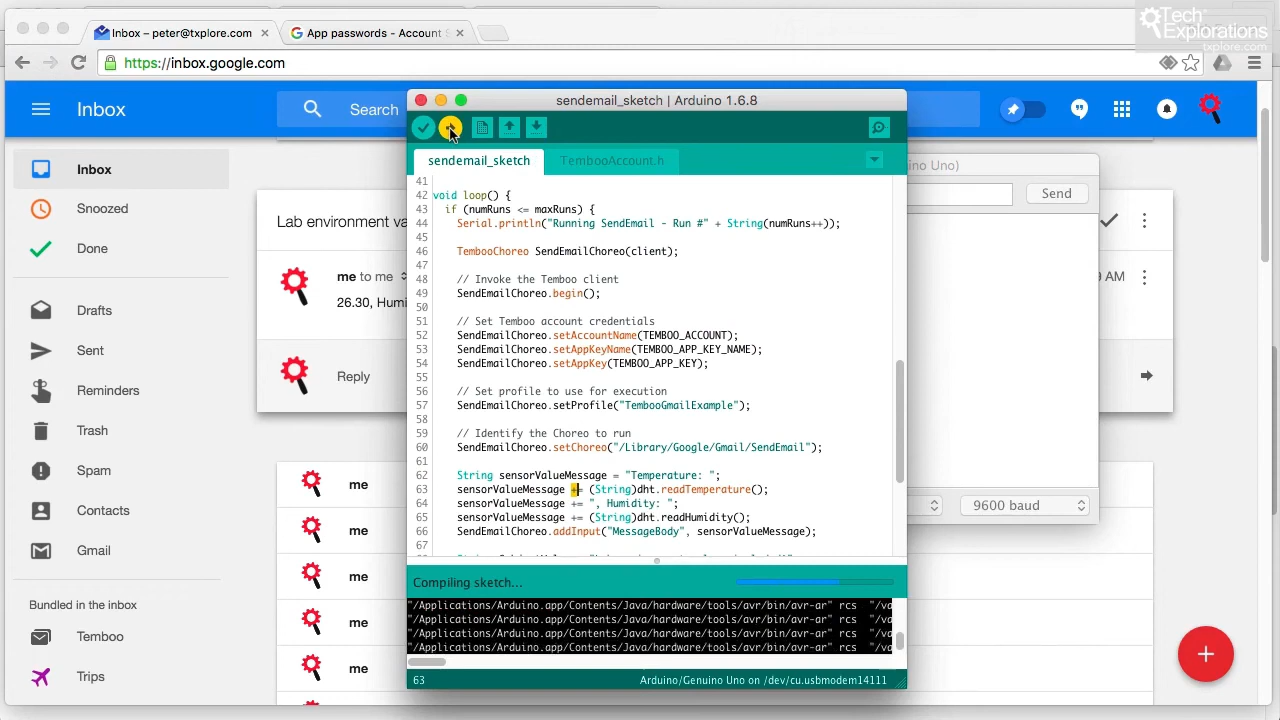 Inbox – peter@txplore.com
App passwords - Account S
Tech
Explorations
txplore.com
https://inbox.google.com
Inbox
Search
Inbox
Snoozed
Done
Drafts
Sent
Reminders
Trash
Spam
Contacts
Gmail
Bundled in the inbox
Temboo
Trips
Lab environment va
me to me
26.30, Humi
Reply
me
me
me
me
me
sendemail_sketch | Arduino 1.6.8
sendemail_sketch
TembooAccount.h
41
42 void loop() {
43 if (numRuns <= maxRuns) {
44 Serial.println("Running SendEmail - Run #" + String(numRuns++));
45
46 TembooChoreo SendEmailChoreo(client);
47
48 // Invoke the Temboo client
49 SendEmailChoreo.begin();
50
51 // Set Temboo account credentials
52 SendEmailChoreo.setAccountName(TEMBOO_ACCOUNT);
53 SendEmailChoreo.setAppKeyName(TEMBOO_APP_KEY_NAME);
54 SendEmailChoreo.setAppKey(TEMBOO_APP_KEY);
55
56 // Set profile to use for execution
57 SendEmailChoreo.setProfile("TembooGmailExample");
58
59 // Identify the Choreo to run
60 SendEmailChoreo.setChoreo("/Library/Google/Gmail/SendEmail");
61
62 String sensorValueMessage = "Temperature: ";
63 sensorValueMessage += (String)dht.readTemperature();
64 sensorValueMessage += ", Humidity: ";
65 sensorValueMessage += (String)dht.readHumidity();
66 SendEmailChoreo.addInput("MessageBody", sensorValueMessage);
67
Compiling sketch...
"/Applications/Arduino.app/Contents/Java/hardware/tools/avr/bin/avr-ar" rcs "/va
"/Applications/Arduino.app/Contents/Java/hardware/tools/avr/bin/avr-ar" rcs "/va
"/Applications/Arduino.app/Contents/Java/hardware/tools/avr/bin/avr-ar" rcs "/va
"/Applications/Arduino.app/Contents/Java/hardware/tools/avr/bin/avr-ar" rcs "/va
63
Arduino/Genuino Uno on /dev/cu.usbmodem14111
Uno)
Send
AM
9600 baud